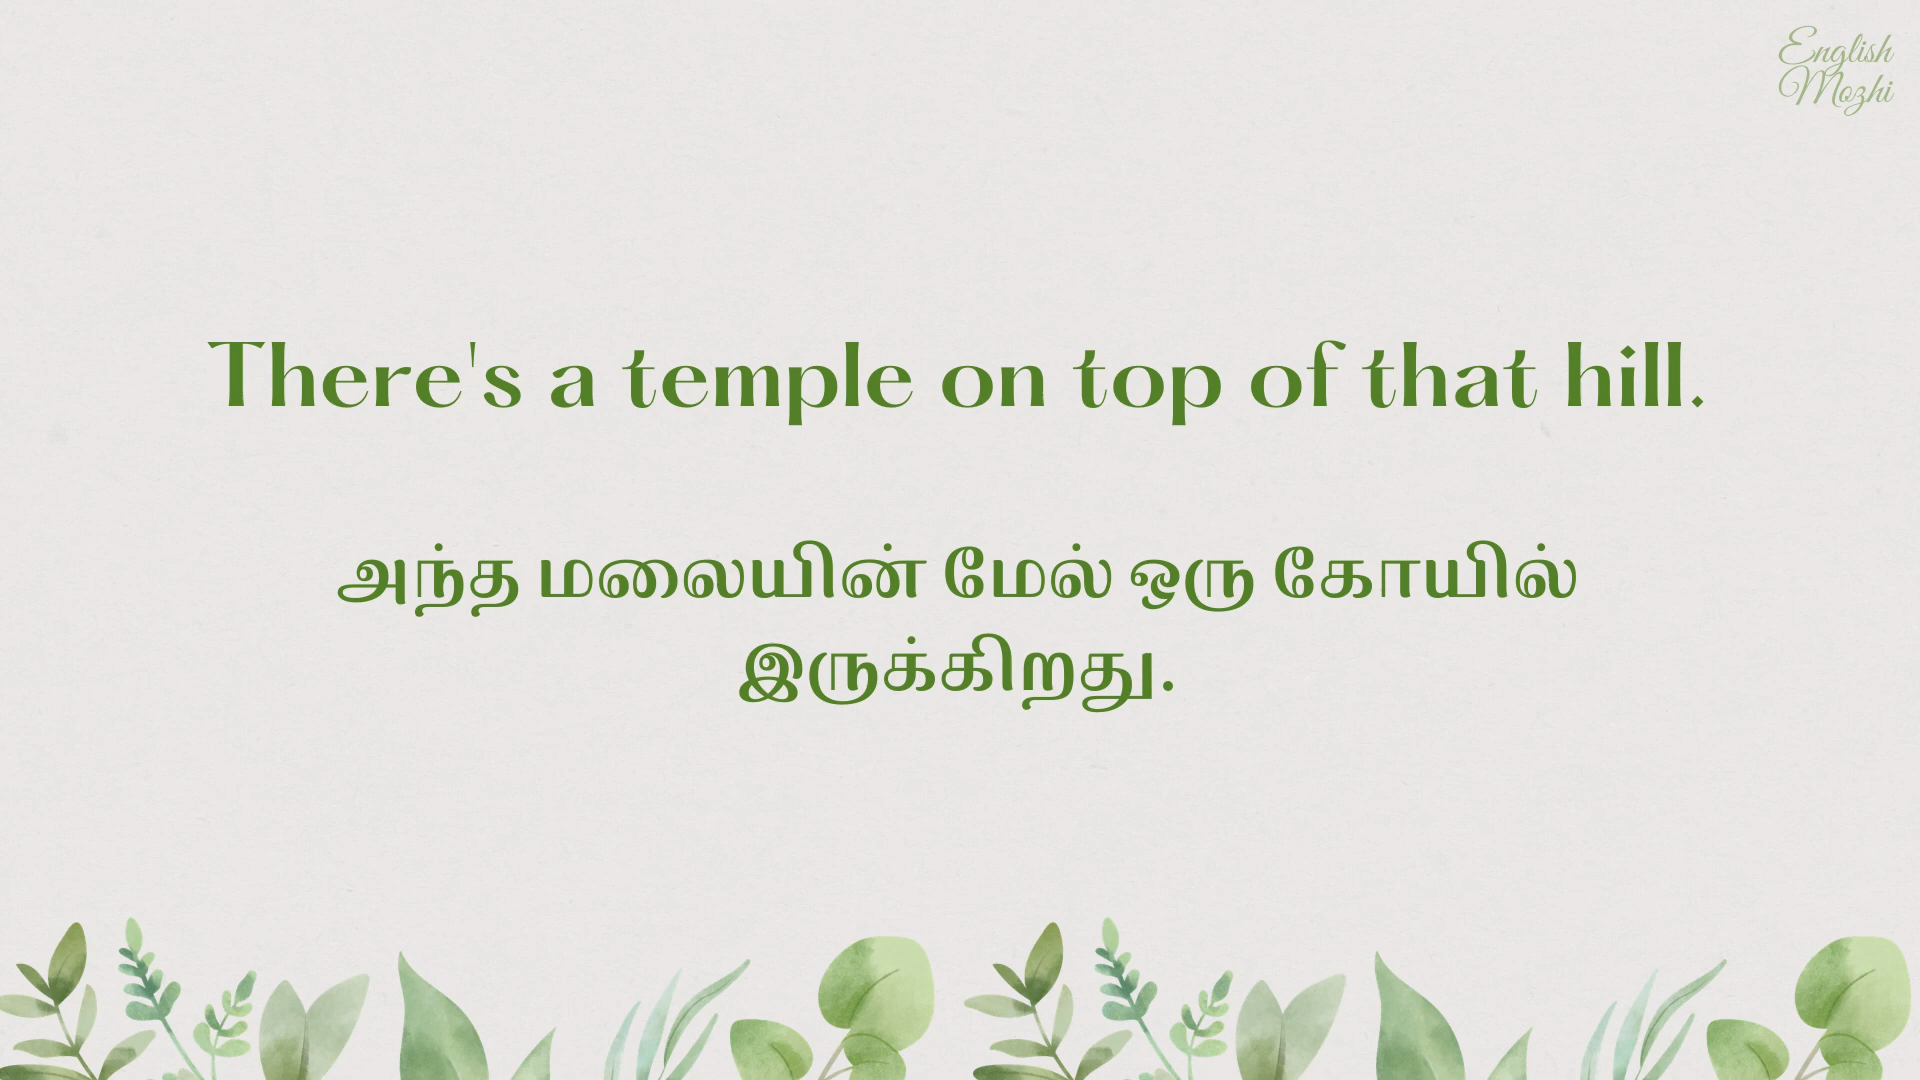 English
Mozhi
There's a temple on top of that hill.
அந்த மலையின் மேல் ஒரு கோயில்
இருக்கிறது.